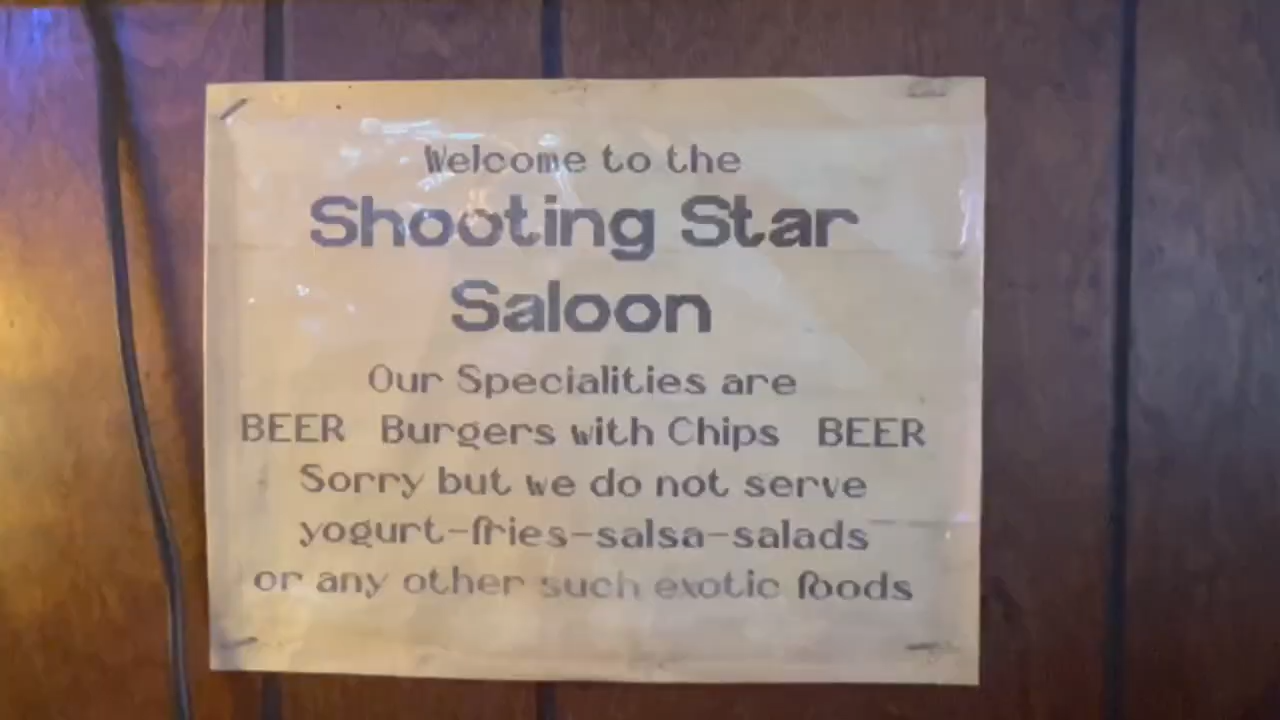 Welcome to the
Shooting Star
Saloon
Our Specialities are
BEER Burgers with Chips BEER
Sorry but we do not serve
yogurt-fries-salsa-salads
or any other such exotic foods